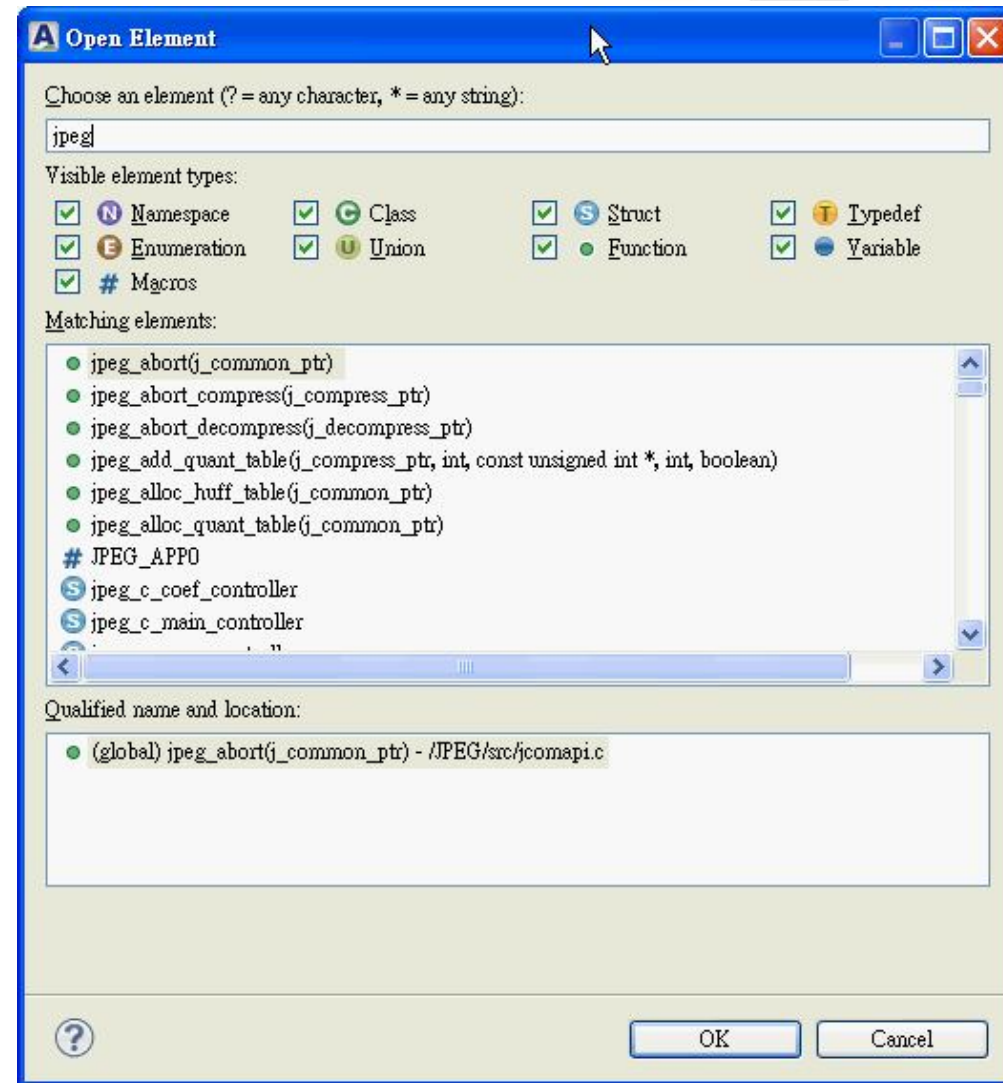 Open Element
Choose an element (? = any character, * = any string):
jpeg
Visible element types:
N Namespace C Class S Struct T Typedef
E Enumeration U Union Function Variable
# Macros
Matching elements:
jpeg_abort(j_common_ptr)
jpeg_abort_compress(j_compress_ptr)
jpeg_abort_decompress(j_decompress_ptr)
jpeg_add_quant_table(j_compress_ptr, int, const unsigned int *, int, boolean)
jpeg_alloc_huff_table(j_common_ptr)
jpeg_alloc_quant_table(j_common_ptr)
# JPEG_APP0
S jpeg_c_coef_controller
S jpeg_c_main_controller
Qualified name and location:
(global) jpeg_abort(j_common_ptr) - /JPEG/src/jcomapi.c
? OK Cancel